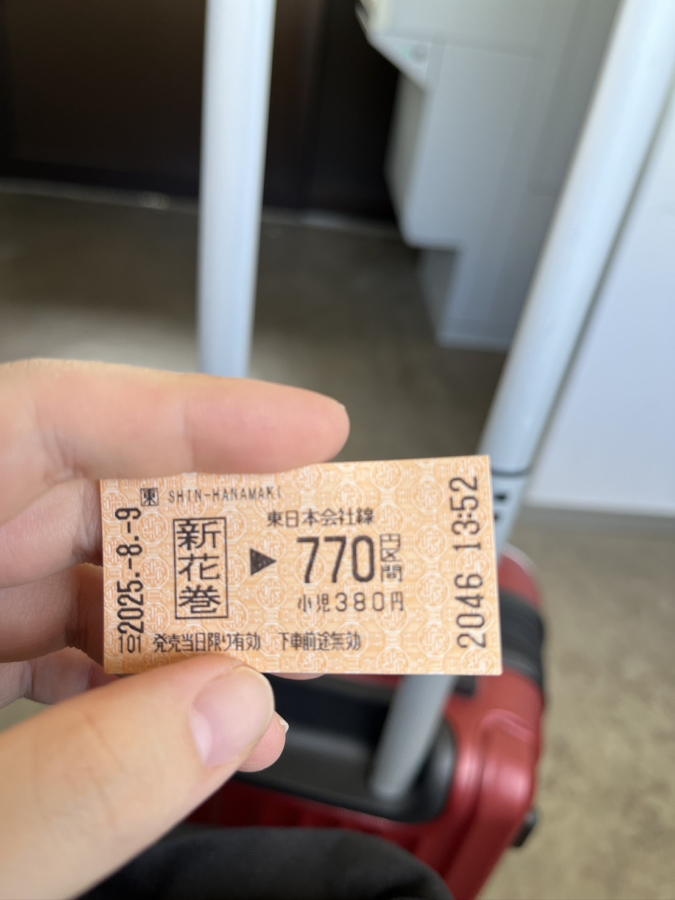 東 SHIN-HANAMAKI
東日本会社線
新花巻 ▶ 770円区間
小児380円
発売当日限り有効 下車前途無効
2025.-8.-9
101
2046 13:52